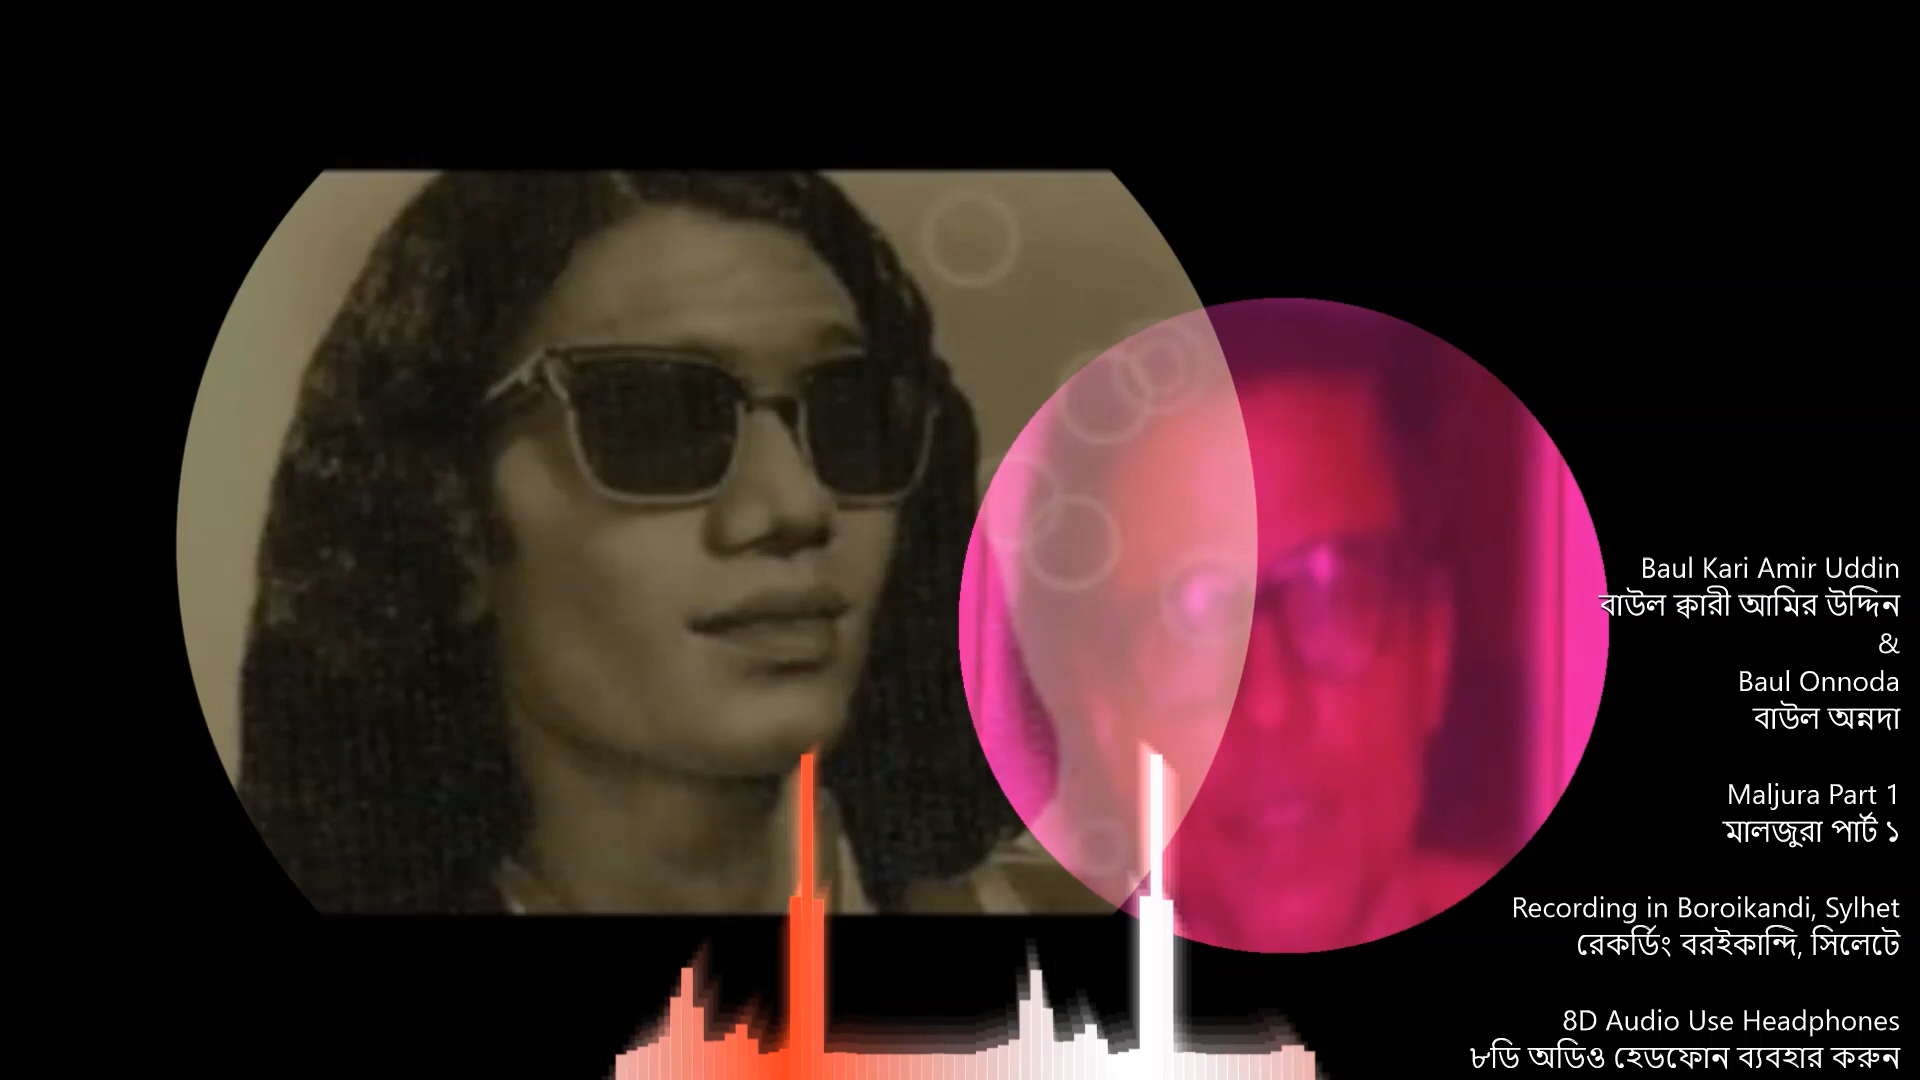 Baul Kari Amir Uddin
বাউল ক্বারী আমির উদ্দিন
&
Baul Onnoda
বাউল অন্নদা
Maljura Part 1
মালজুরা পার্ট ১
Recording in Boroikandi, Sylhet
রেকর্ডিং বরইকান্দি, সিলেটে
8D Audio Use Headphones
৮ডি অডিও হেডফোন ব্যবহার করুন